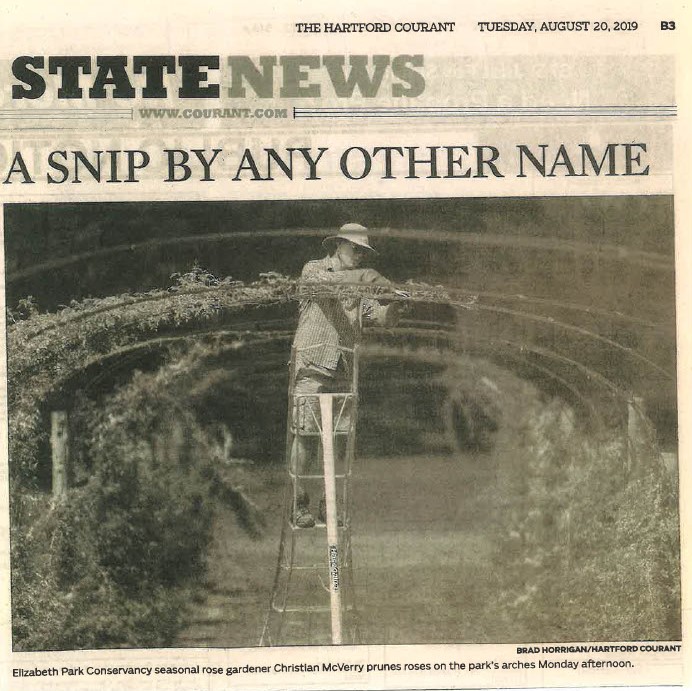 THE HARTFORD COURANT TUESDAY, AUGUST 20, 2019 B3
STATE NEWS
WWW.COURANT.COM
A SNIP BY ANY OTHER NAME
BRAD HORRIGAN/HARTFORD COURANT
Elizabeth Park Conservancy seasonal rose gardener Christian McVerry prunes roses on the park's arches Monday afternoon.